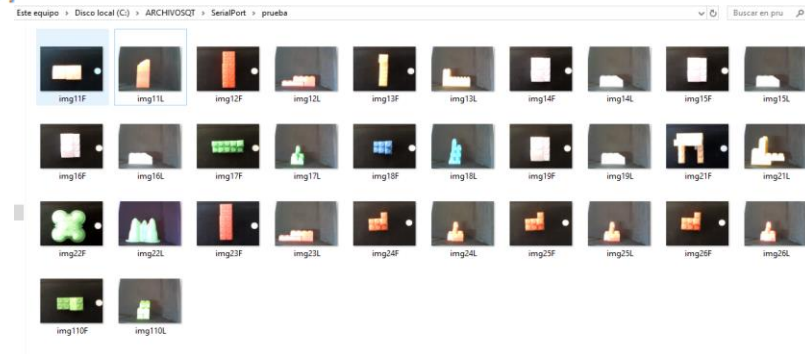 Este equipo > Disco local (C:) > ARCHIVOSQT > SerialPort > prueba
Buscar en pru
img11F img11L img12F img12L img13F img13L img14F img14L img15F img15L
img16F img16L img17F img17L img18F img18L img19F img19L img21F img21L
img22F img22L img23F img23L img24F img24L img25F img25L img26F img26L
img110F img110L